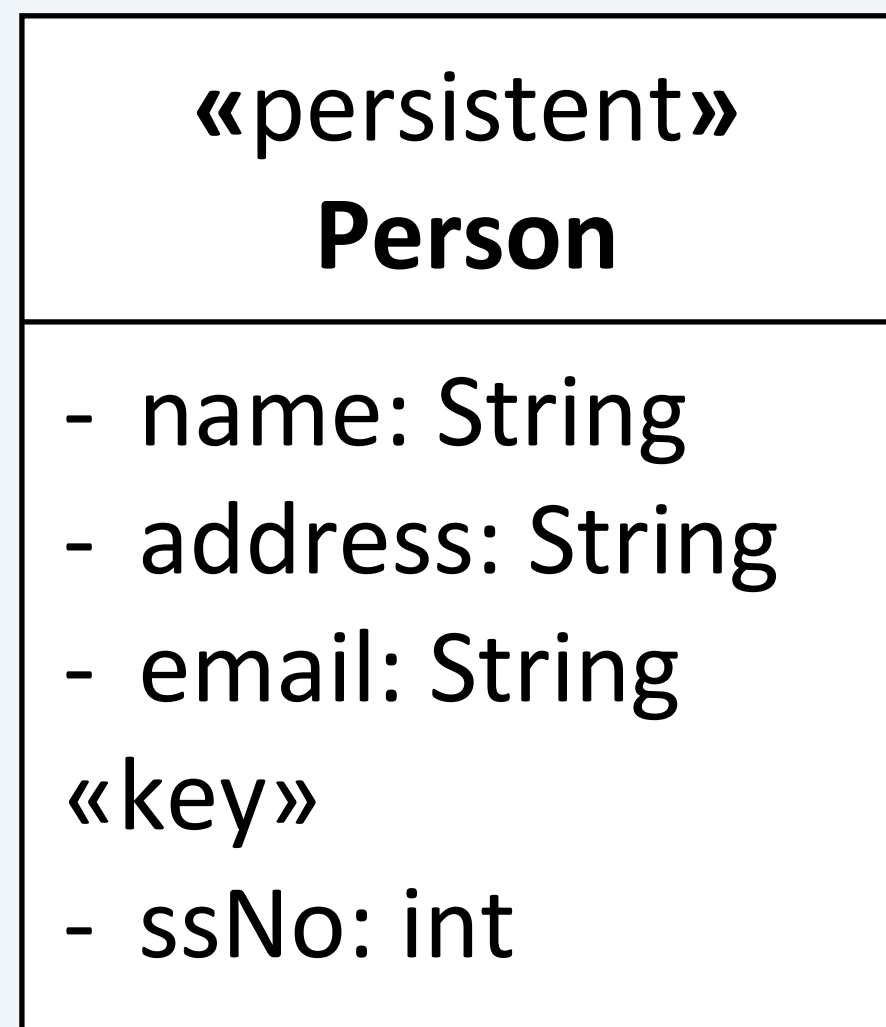 «persistent»
Person
- name: String
- address: String
- email: String
«key»
- ssNo: int